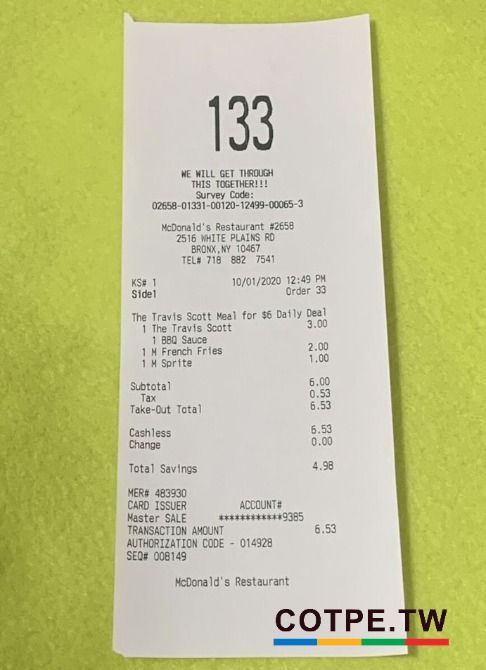 133
WE WILL GET THROUGH
THIS TOGETHER!!!
Survey Code:
02658-01331-00120-12499-00065-3
McDonald's Restaurant #2658
2516 WHITE PLAINS RD
BRONX,NY 10467
TEL# 718 882 7541
KS# 1 10/01/2020 12:49 PM
Side1 Order 33
The Travis Scott Meal for $6 Daily Deal
1 The Travis Scott 3.00
1 BBQ Sauce
1 M French Fries 2.00
1 M Sprite 1.00
Subtotal 6.00
Tax 0.53
Take-Out Total 6.53
Cashless 6.53
Change 0.00
Total Savings 4.98
MER# 483930
CARD ISSUER ACCOUNT#
Master SALE ************9385
TRANSACTION AMOUNT 6.53
AUTHORIZATION CODE - 014928
SEQ# 008149
McDonald's Restaurant
COTPE.TW